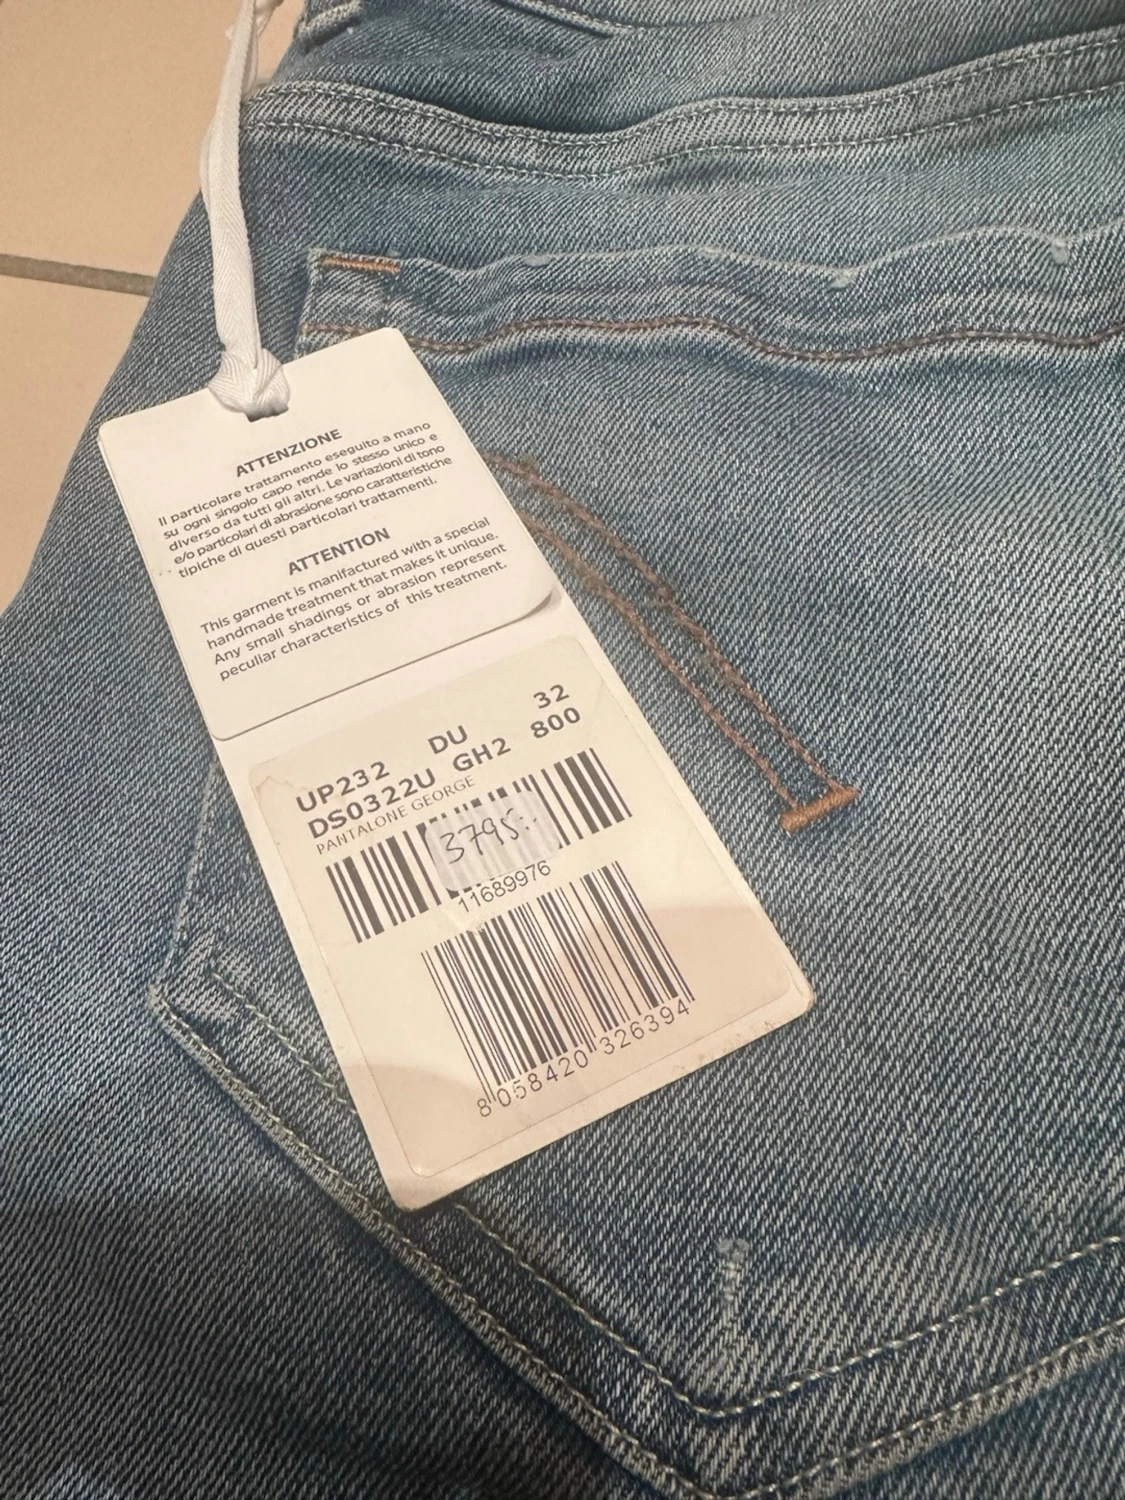 ATTENZIONE
Il particolare trattamento eseguito a mano
su ogni singolo capo rende lo stesso unico e
diverso da tutti gli altri. Le variazioni di tono
e/o particolari di abrasione sono caratteristiche
tipiche di questi particolari trattamenti.
ATTENTION
This garment is manifactured with a special
handmade treatment that makes it unique.
Any small shadings or abrasion represent
peculiar characteristics of this treatment.
UP232 DU 32
DS0322U GH2 800
PANTALONE GEORGE
3795:-
11689976
8 058420 326394